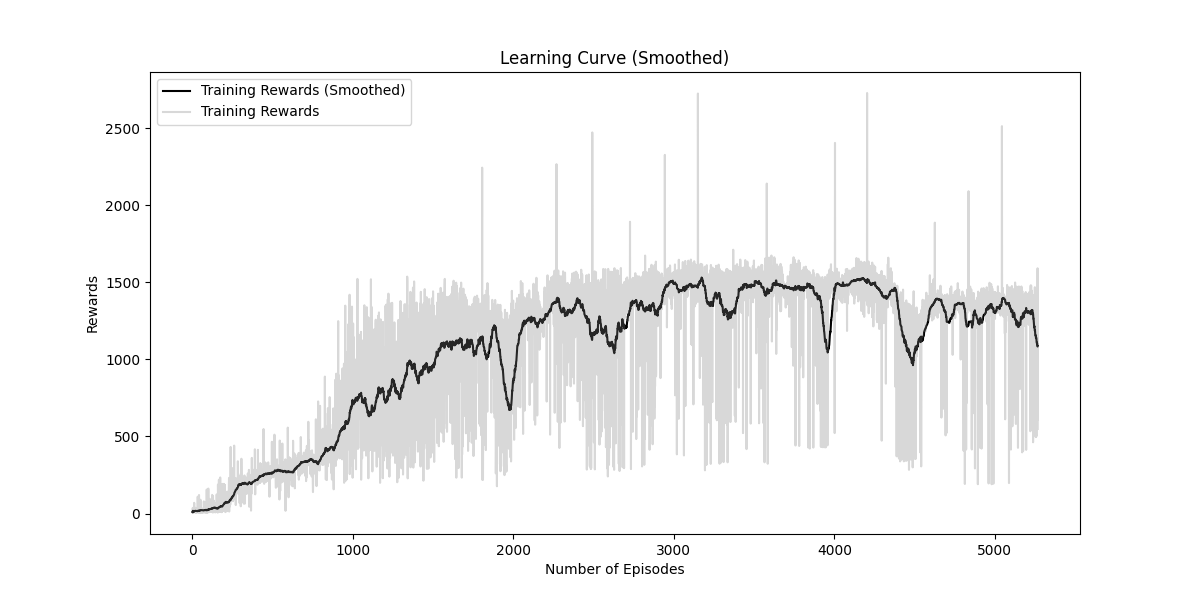 Learning Curve (Smoothed)
Training Rewards (Smoothed)
Training Rewards
Rewards
2500
2000
1500
1000
500
0
0 1000 2000 3000 4000 5000
Number of Episodes